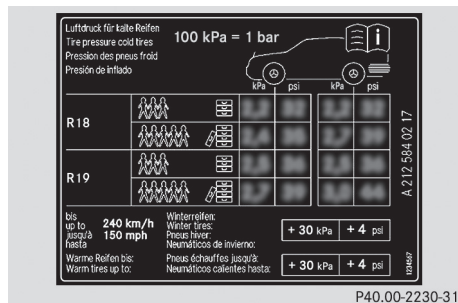 Luftdruck für kalte Reifen
Tire pressure cold tires
Pression des pneus froid
Presión de inflado
100 kPa = 1 bar
i
kPa psi kPa psi
R18
R19
bis
up to
jusqu'à
hasta
240 km/h
150 mph
Winterreifen:
Winter tires:
Pneus hiver:
Neumáticos de invierno:
+ 30 kPa + 4 psi
Warme Reifen bis:
Warm tires up to:
Pneus échauffes jusqu'à:
Neumáticos calientes hasta:
+ 30 kPa + 4 psi
A 212 584 02 17
1234567
P40.00-2230-31